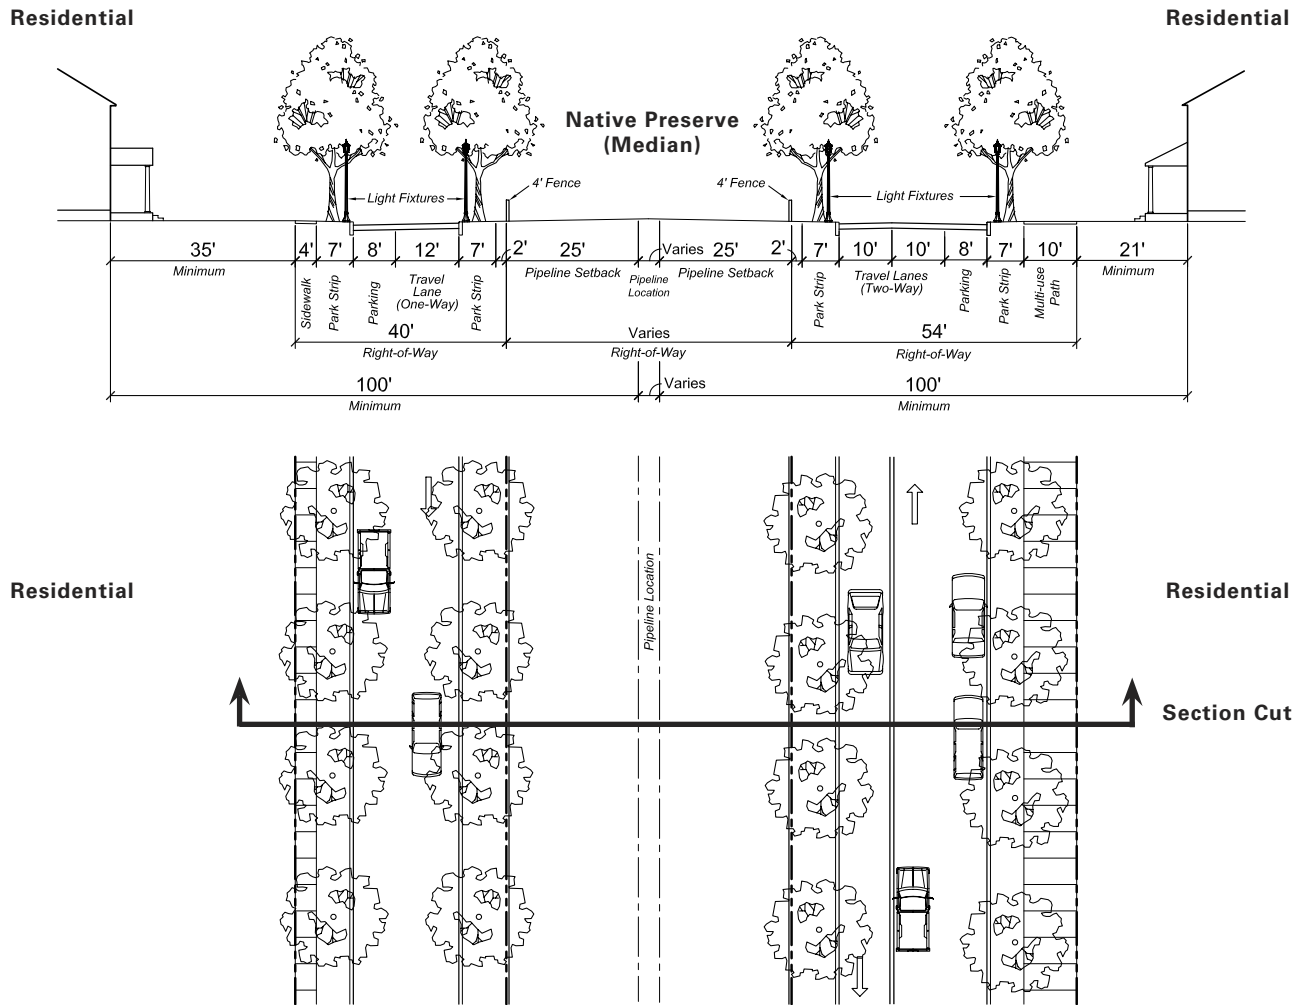 Residential
Residential
Native Preserve
(Median)
4' Fence
4' Fence
Light Fixtures
Light Fixtures
35'
4'
7'
8'
12'
7'
2'
25'
Varies
25'
2'
7'
10'
10'
8'
7'
10'
21'
Minimum
Sidewalk
Park Strip
Parking
Travel
Lane
(One-Way)
Park Strip
Pipeline Setback
Pipeline
Location
Pipeline Setback
Park Strip
Travel Lanes
(Two-Way)
Parking
Park Strip
Multi-use
Path
Minimum
40'
Right-of-Way
Varies
Right-of-Way
54'
Right-of-Way
100'
Minimum
Varies
100'
Minimum
Residential
Pipeline Location
Residential
Section Cut